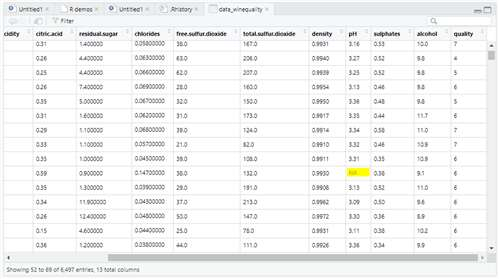 Untitled1 × R demos × Untitled1 × .Rhistory × data_winequality ×
Filter
cidity citric.acid residual.sugar chlorides free.sulfur.dioxide total.sulfur.dioxide density pH sulphates alcohol quality
0.31 1.400000 0.05800000 38.0 167.0 0.9931 3.16 0.53 10.0 7
0.26 4.400000 0.06300000 63.0 206.0 0.9940 3.27 0.52 9.8 4
0.25 6.200000 0.06600000 62.0 207.0 0.9939 3.25 0.52 9.8 5
0.26 7.400000 0.09000000 28.0 160.0 0.9954 3.13 0.46 9.8 6
0.35 5.000000 0.06700000 32.0 150.0 0.9950 3.36 0.48 9.8 5
0.31 1.600000 0.06200000 31.0 173.0 0.9917 3.35 0.44 11.7 6
0.29 1.100000 0.06800000 39.0 124.0 0.9914 3.34 0.58 11.0 7
0.33 1.100000 0.05700000 21.0 82.0 0.9910 3.32 0.46 10.9 7
0.35 1.000000 0.04500000 39.0 108.0 0.9911 3.31 0.35 10.9 6
0.59 0.900000 0.14700000 38.0 132.0 0.9930 NA 0.38 9.1 6
0.35 1.300000 0.03900000 29.0 191.0 0.9908 3.13 0.52 11.0 6
0.34 11.900000 0.04300000 37.0 213.0 0.9962 3.09 0.50 9.6 6
0.26 12.400000 0.04800000 50.0 147.0 0.9972 3.30 0.36 8.9 6
0.15 4.600000 0.04400000 25.0 78.0 0.9931 3.11 0.38 10.2 6
0.36 1.200000 0.03800000 44.0 111.0 0.9926 3.36 0.34 9.9 6
Showing 52 to 69 of 6,497 entries, 13 total columns